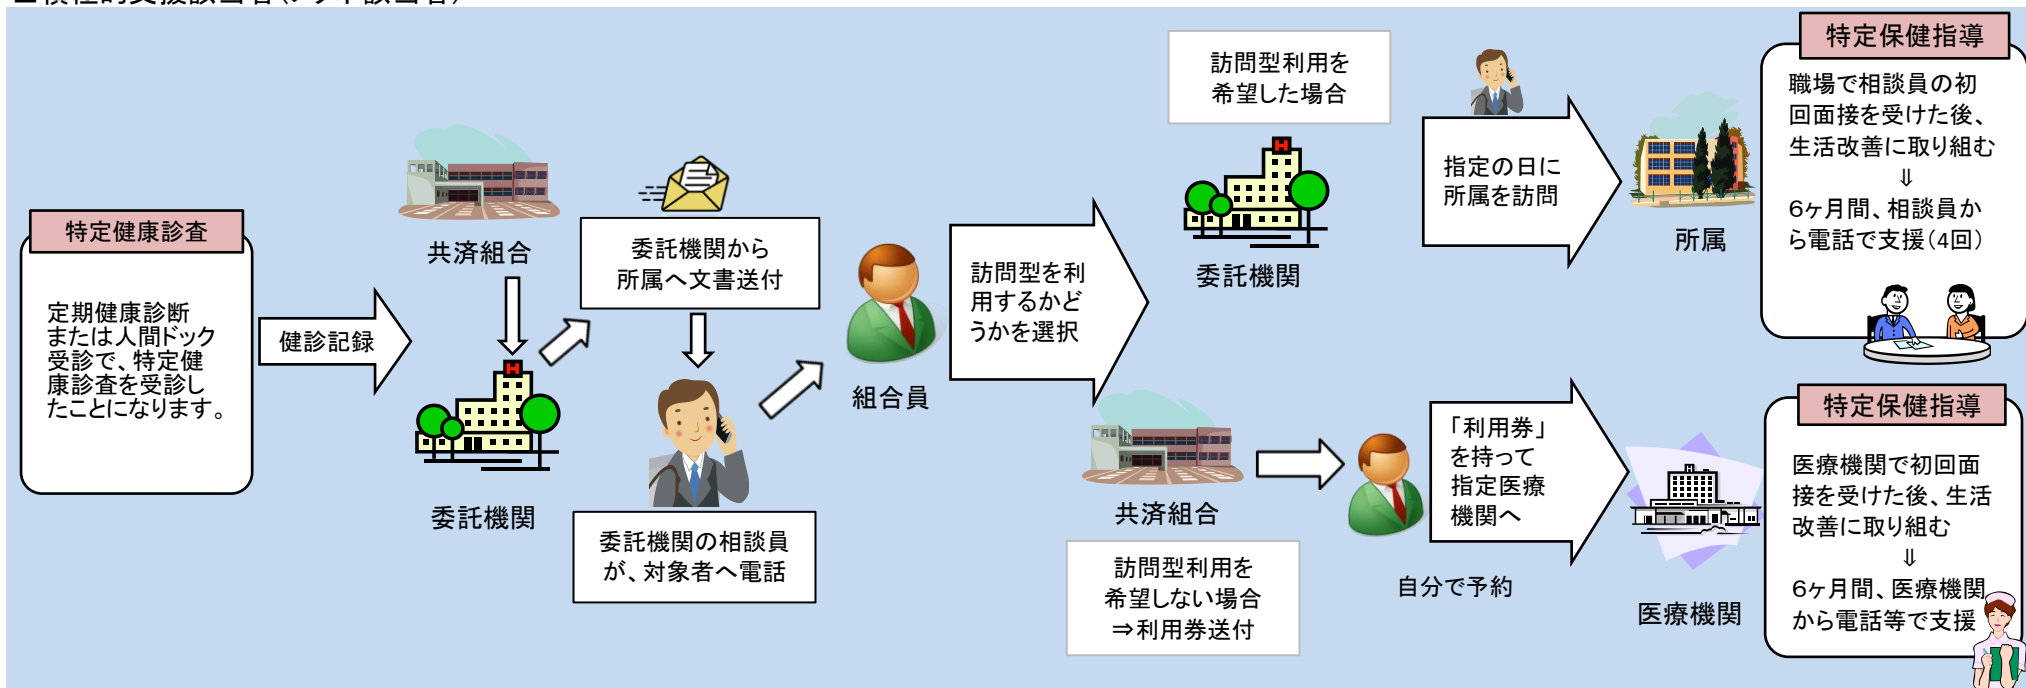 特定健康診査
定期健康診断
または人間ドック
受診で、特定健
康診査を受診し
たことになります。
健診記録
共済組合
委託機関
委託機関から
所属へ文書送付
委託機関の相談員
が、対象者へ電話
組合員
訪問型を利
用するかど
うかを選択
訪問型利用を
希望した場合
委託機関
指定の日に
所属を訪問
所属
特定保健指導
職場で相談員の初
回面接を受けた後、
生活改善に取り組む
⇓
6ヶ月間、相談員か
ら電話で支援(4回)
共済組合
訪問型利用を
希望しない場合
⇒利用券送付
自分で予約
「利用券」
を持って
指定医療
機関へ
医療機関
特定保健指導
医療機関で初回面
接を受けた後、生活
改善に取り組む
⇓
6ヶ月間、医療機関
から電話等で支援